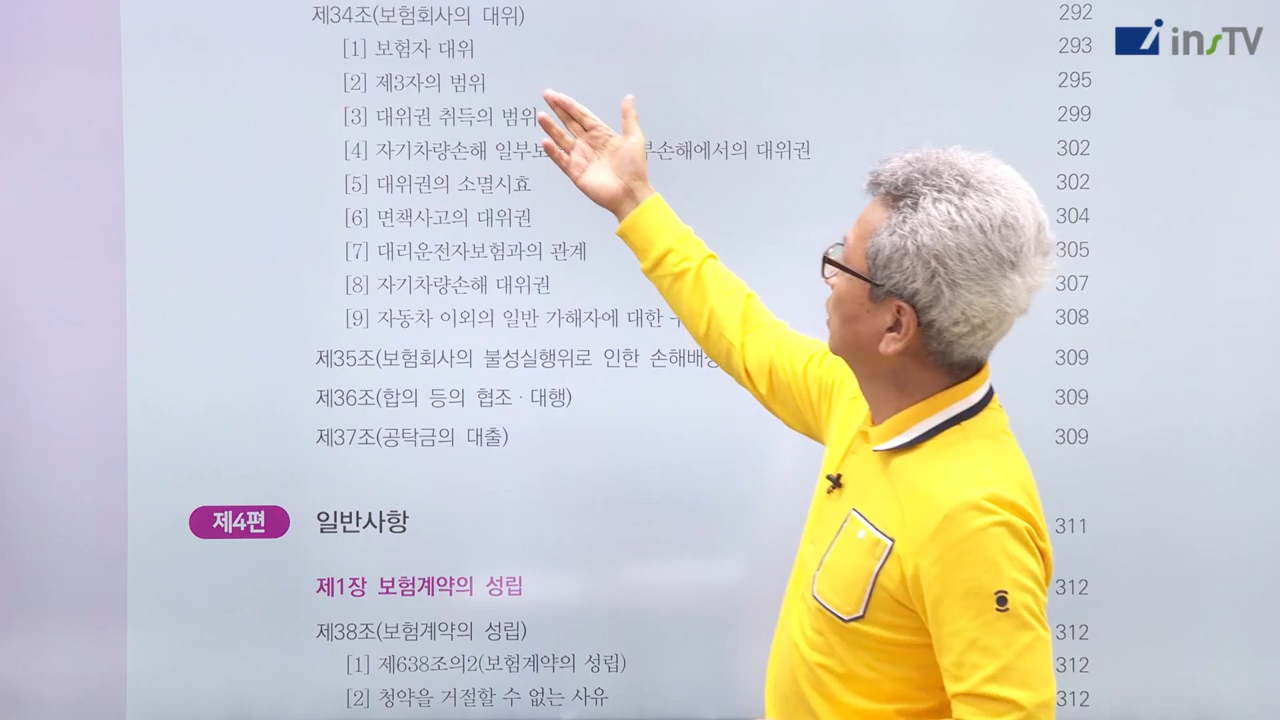 제34조(보험회사의 대위) 292
insTV
[1] 보험자 대위 293
[2] 제3자의 범위 295
[3] 대위권 취득의 범위 299
[4] 자기차량손해 일부 부손해에서의 대위권 302
[5] 대위권의 소멸시효 302
[6] 면책사고의 대위권 304
[7] 대리운전자보험과의 관계 305
[8] 자기차량손해 대위권 307
[9] 자동차 이외의 일반 가해자에 대한 308
제35조(보험회사의 불성실행위로 인한 손해배상 309
제36조(합의 등의 협조·대행) 309
제37조(공탁금의 대출) 309
제4편 일반사항 311
제1장 보험계약의 성립 312
제38조(보험계약의 성립) 312
[1] 제638조의2(보험계약의 성립) 312
[2] 청약을 거절할 수 없는 사유 312